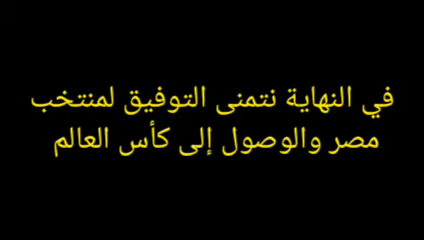 في النهاية نتمنى التوفيق لمنتخب
مصر والوصول إلى كأس العالم